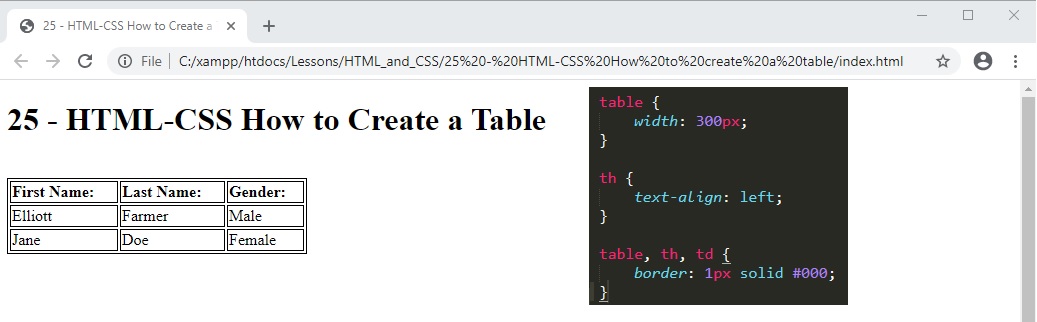 25 - HTML-CSS How to Create a
File
C:/xampp/htdocs/Lessons/HTML_and_CSS/25%20-%20HTML-CSS%20How%20to%20create%20a%20table/index.html
25 - HTML-CSS How to Create a Table
First Name: Last Name: Gender:
Elliott Farmer Male
Jane Doe Female
table {
    width: 300px;
}
th {
    text-align: left;
}
table, th, td {
    border: 1px solid #000;
}